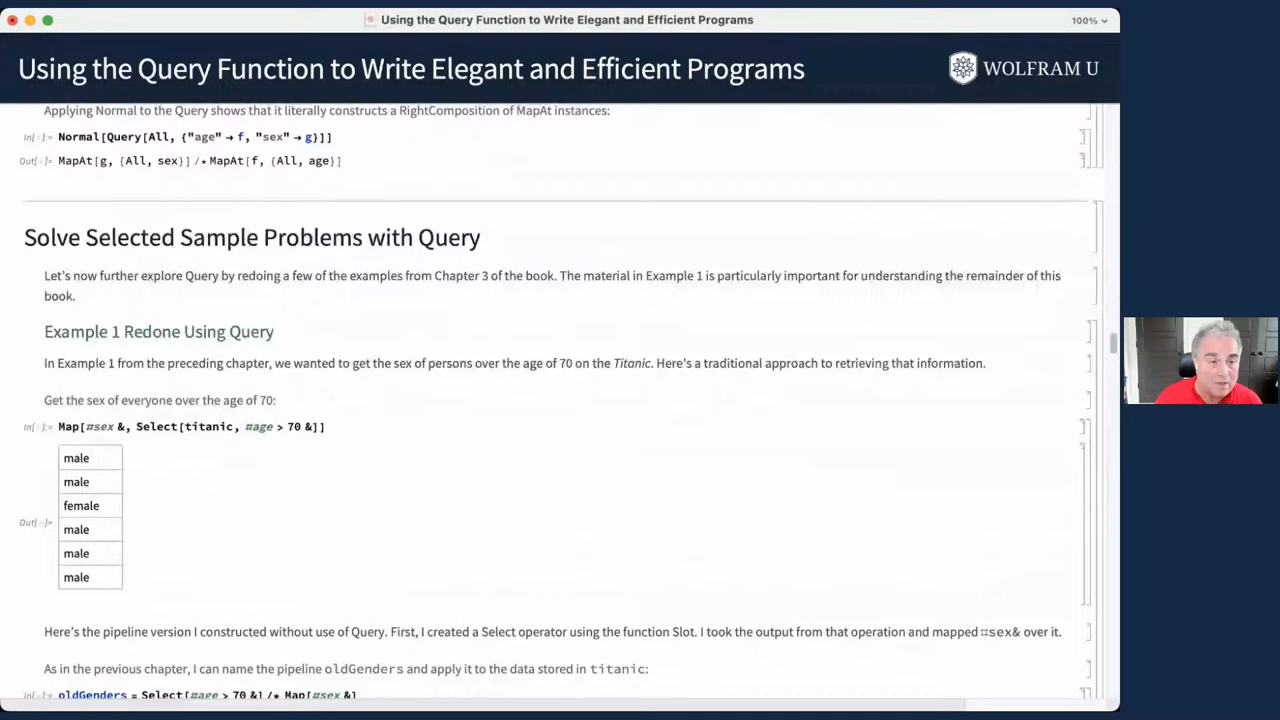 Using the Query Function to Write Elegant and Efficient Programs
100%
Using the Query Function to Write Elegant and Efficient Programs
WOLFRAM U
Applying Normal to the Query shows that it literally constructs a RightComposition of MapAt instances:
In[ ]:= Normal[Query[All, {"age" → f, "sex" → g}]]
Out[ ]= MapAt[g, {All, sex}] /* MapAt[f, {All, age}]
Solve Selected Sample Problems with Query
Let's now further explore Query by redoing a few of the examples from Chapter 3 of the book. The material in Example 1 is particularly important for understanding the remainder of this
book.
Example 1 Redone Using Query
In Example 1 from the preceding chapter, we wanted to get the sex of persons over the age of 70 on the Titanic. Here's a traditional approach to retrieving that information.
Get the sex of everyone over the age of 70:
In[ ]:= Map[#sex &, Select[titanic, #age > 70 &]]
male
male
female
Out[ ]=
male
male
male
Here's the pipeline version I constructed without use of Query. First, I created a Select operator using the function Slot. I took the output from that operation and mapped #sex& over it.
As in the previous chapter, I can name the pipeline oldGenders and apply it to the data stored in titanic:
In[ ]:= oldGenders = Select[#age > 70 &] /* Map[#sex &]